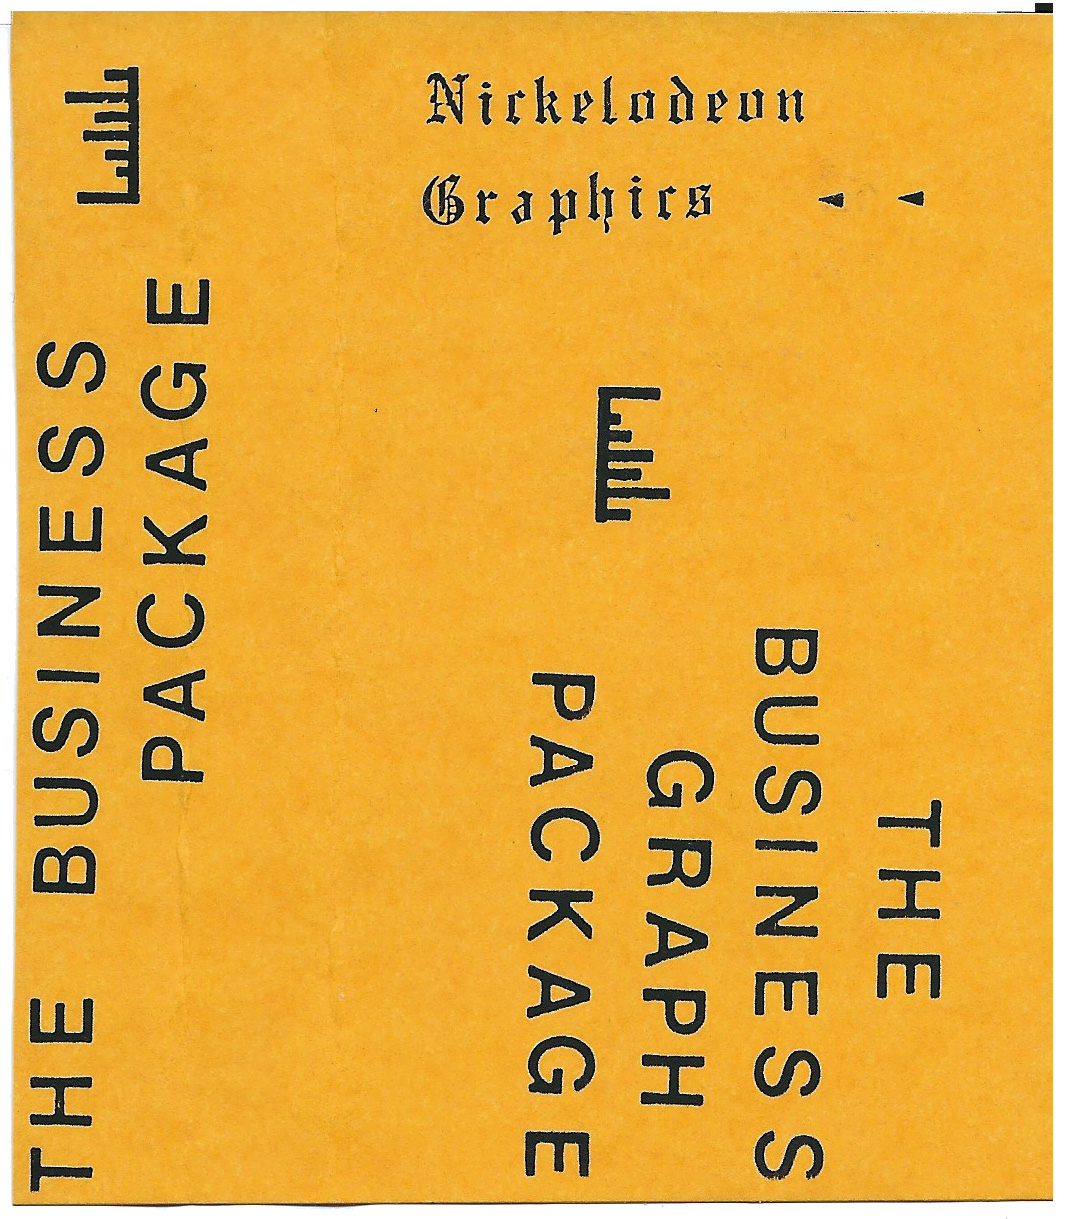 Nickelodeon
Graphics
THE BUSINESS
PACKAGE
THE
BUSINESS
GRAPH
PACKAGE